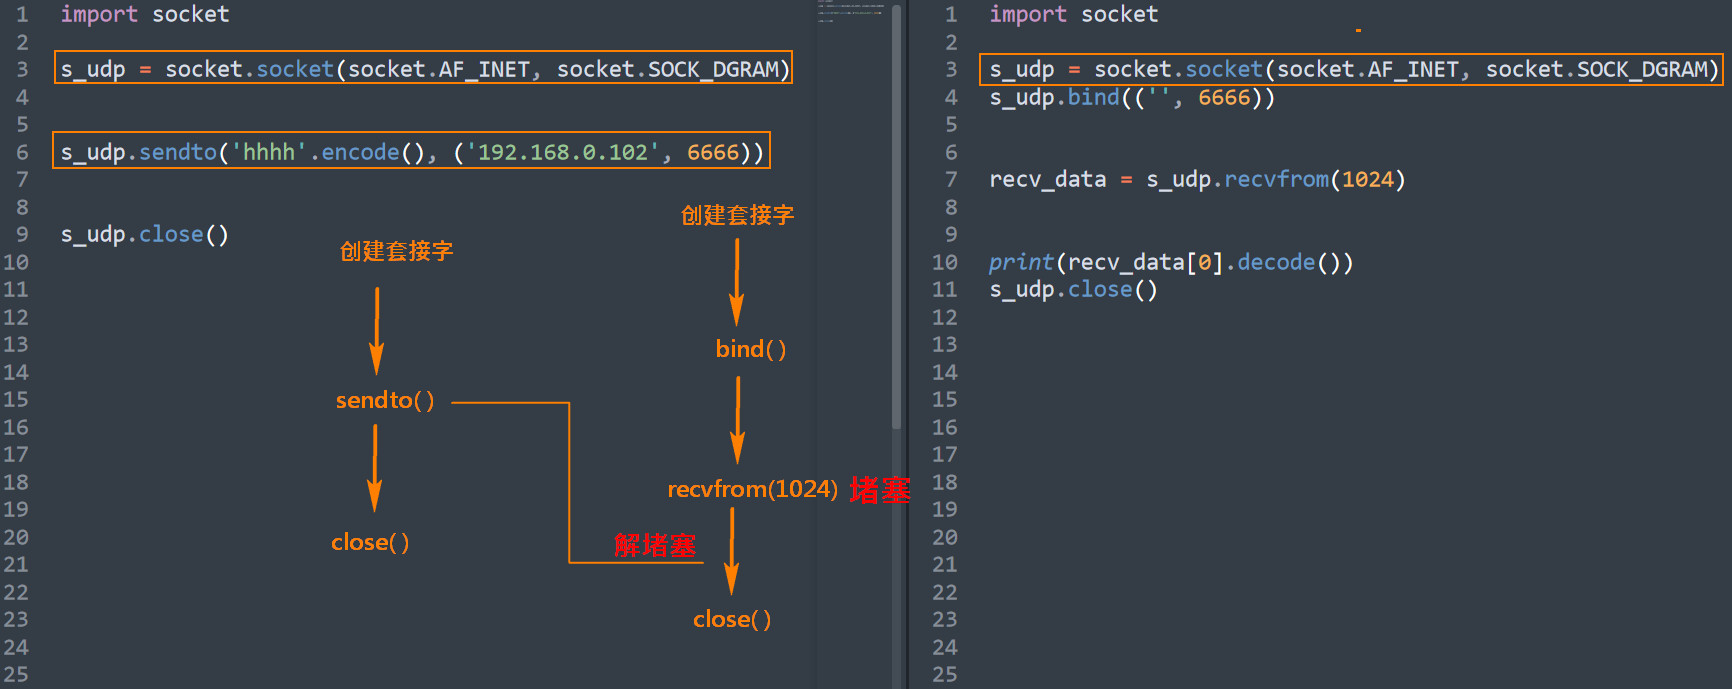 1 import socket
2
3 s_udp = socket.socket(socket.AF_INET, socket.SOCK_DGRAM)
4
5
6 s_udp.sendto('hhhh'.encode(), ('192.168.0.102', 6666))
7
8
9 s_udp.close()
10
11
12
13
14
15
16
17
18
19
20
21
22
23
24
25
创建套接字
sendto()
close()
创建套接字
bind()
recvfrom(1024) 堵塞
解堵塞
close()
1 import socket
2
3 s_udp = socket.socket(socket.AF_INET, socket.SOCK_DGRAM)
4 s_udp.bind(('', 6666))
5
6
7 recv_data = s_udp.recvfrom(1024)
8
9
10 print(recv_data[0].decode())
11 s_udp.close()
12
13
14
15
16
17
18
19
20
21
22
23
24
25